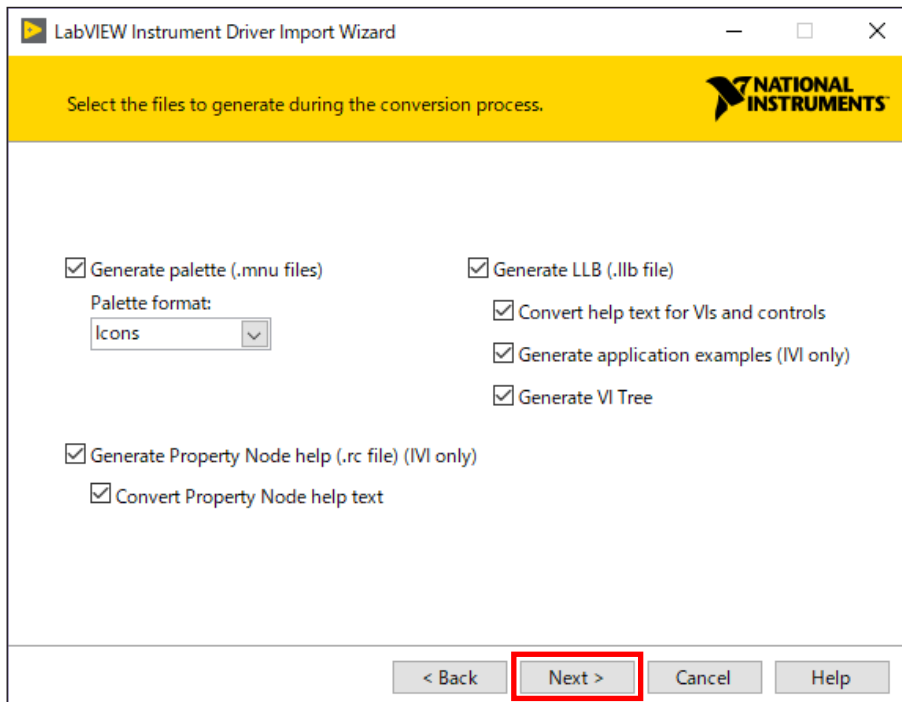 LabVIEW Instrument Driver Import Wizard
Select the files to generate during the conversion process.
NATIONAL
INSTRUMENTS
Generate palette (.mnu files)
Palette format:
Icons
Generate LLB (.llb file)
Convert help text for VIs and controls
Generate application examples (IVI only)
Generate VI Tree
Generate Property Node help (.rc file) (IVI only)
Convert Property Node help text
< Back
Next >
Cancel
Help